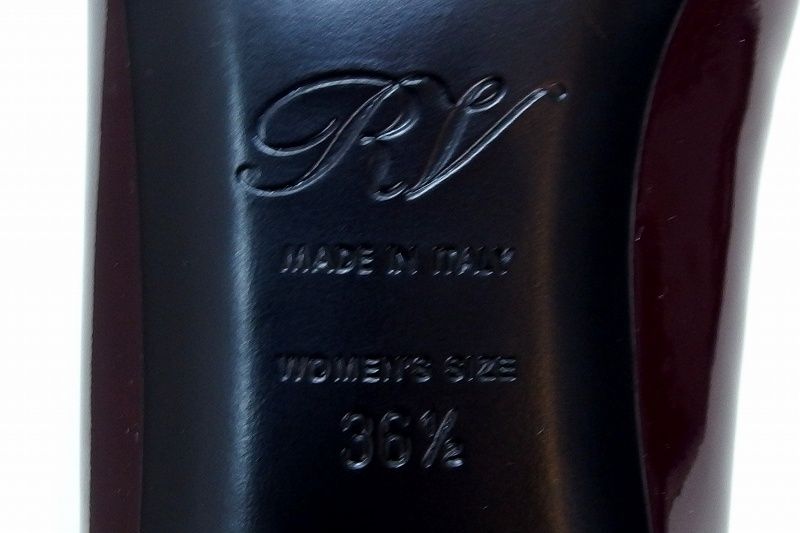 RV
MADE IN ITALY
WOMEN'S SIZE
36½